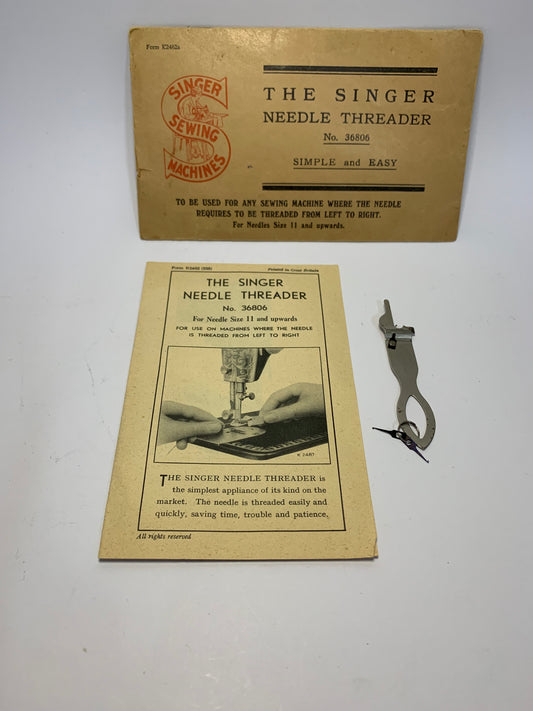 Form K2462a
SINGER
SEWING
MACHINES
THE SINGER
NEEDLE THREADER
No. 36806
SIMPLE and EASY
TO BE USED FOR ANY SEWING MACHINE WHERE THE NEEDLE
REQUIRES TO BE THREADED FROM LEFT TO RIGHT.
For Needles Size 11 and upwards.
Printed in Great Britain
THE SINGER
NEEDLE THREADER
No. 36806
For Needle Size 11 and upwards
FOR USE ON MACHINES WHERE THE NEEDLE
IS THREADED FROM LEFT TO RIGHT
K 2487
THE SINGER NEEDLE THREADER is
the simplest appliance of its kind on the
market. The needle is threaded easily and
quickly, saving time, trouble and patience.
All rights reserved